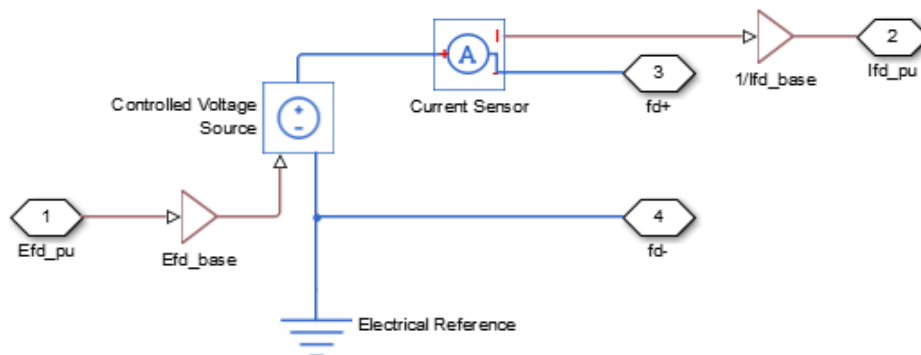 I
2
A
3
1/Ifd_base
Ifd_pu
Controlled Voltage
Source
Current Sensor
fd+
+
-
1
4
Efd_pu
Efd_base
fd-
Electrical Reference